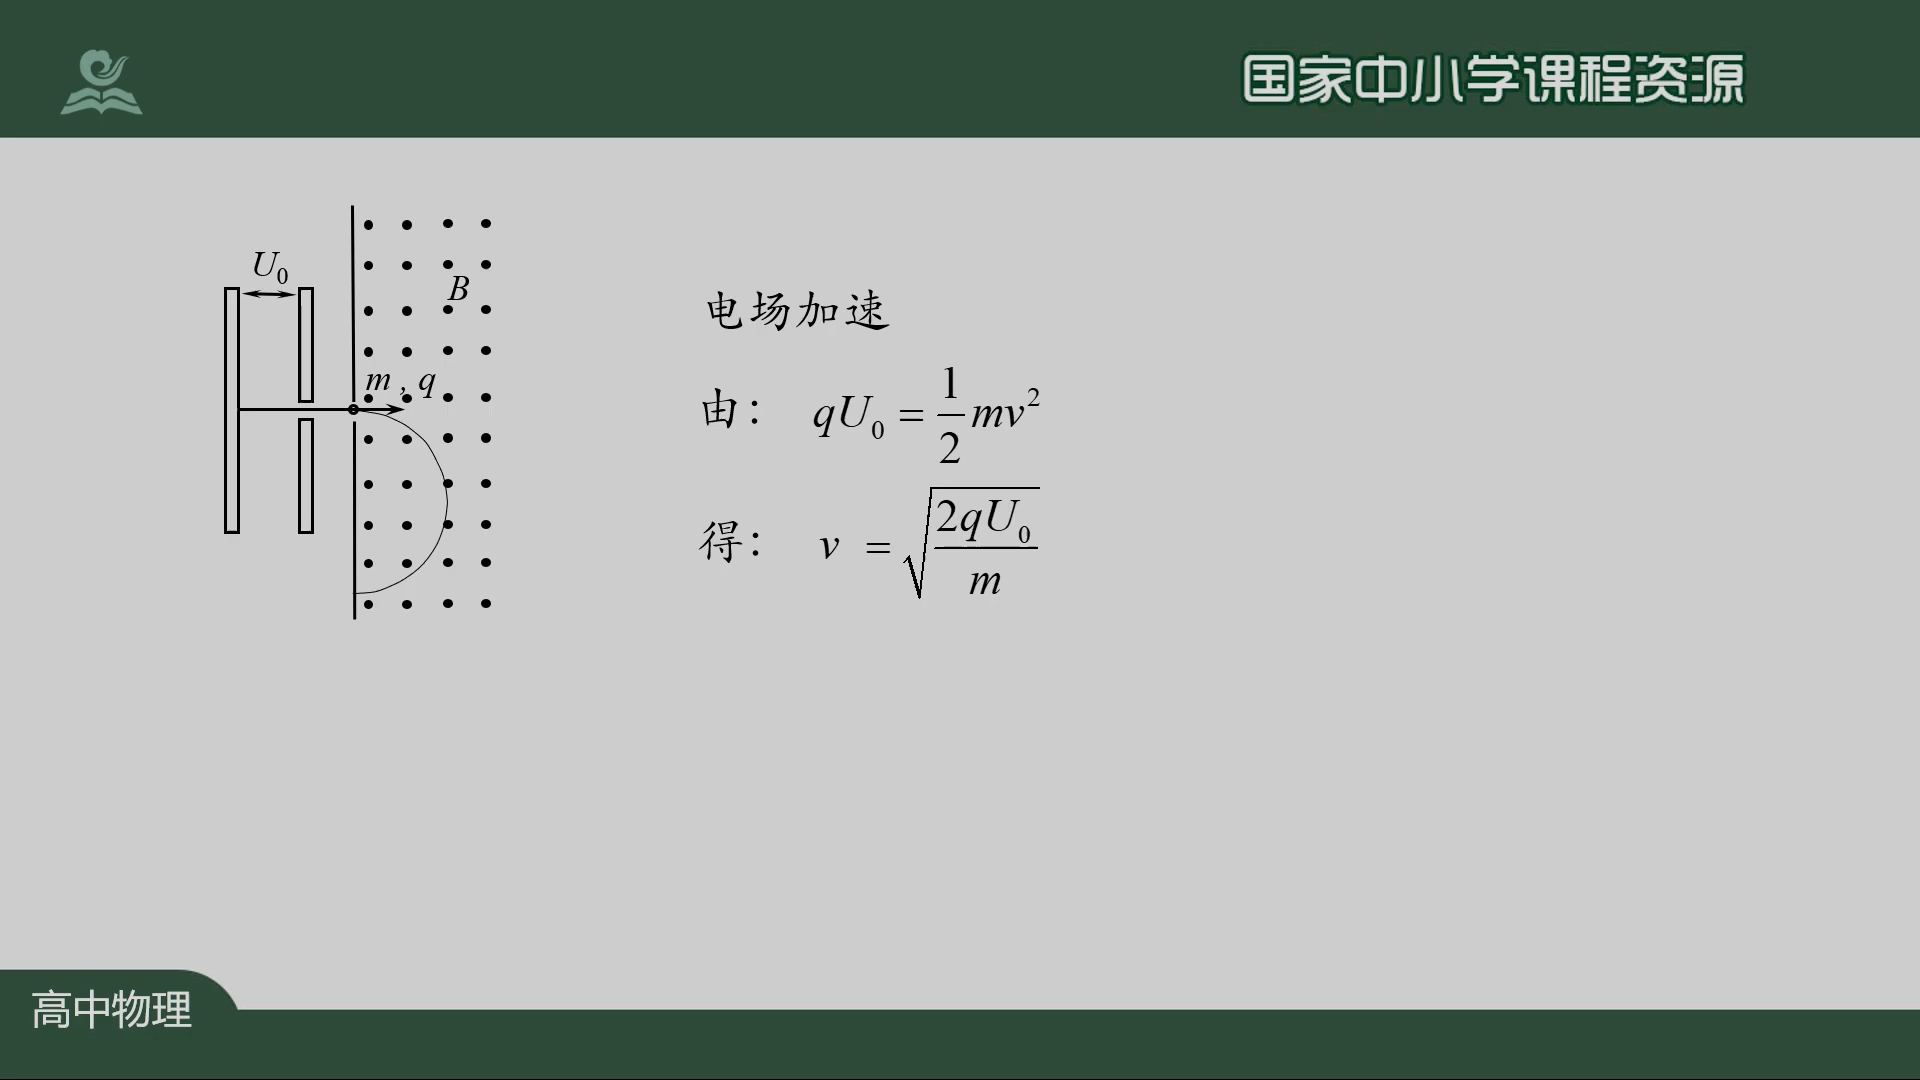 国家中小学课程资源
U₀
B
m , q
电场加速
由： qU₀ = 1/2 mv²
得： v = √(2qU₀/m)
高中物理